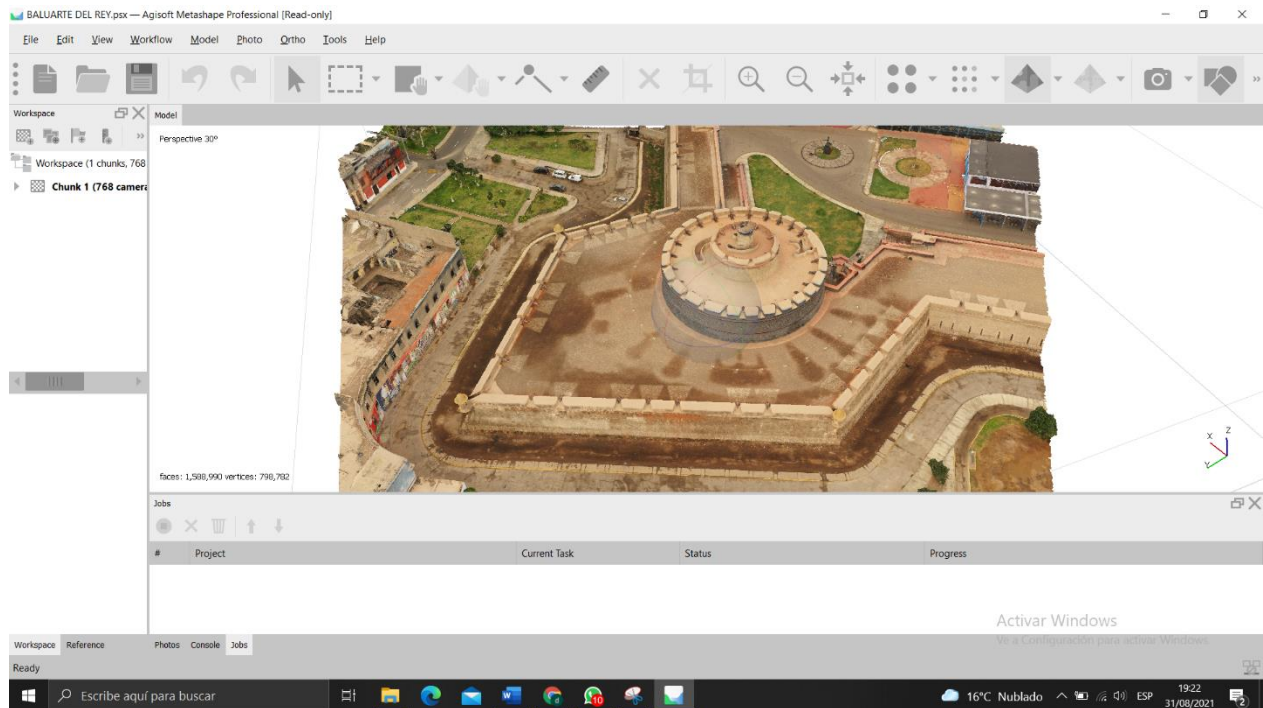 BALUARTE DEL REY.psx — Agisoft Metashape Professional [Read-only]
File Edit View Workflow Model Photo Ortho Tools Help
Workspace
Model
Perspective 30°
Workspace (1 chunks, 768
Chunk 1 (768 camera
faces: 1,588,990 vertices: 798,782
Jobs
# Project Current Task Status Progress
Activar Windows
Ve a Configuración para activar Windows.
Workspace Reference Photos Console Jobs
Ready
Escribe aquí para buscar
10
16°C Nublado
ESP
19:22
31/08/2021
2
X Z
Y